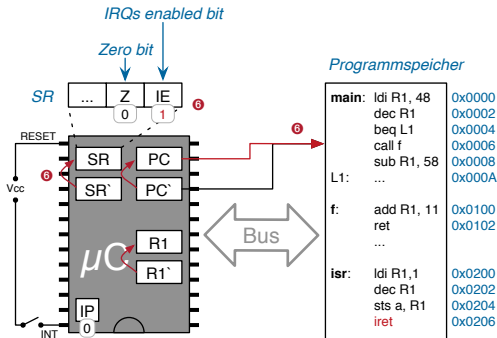 IRQs enabled bit
Zero bit
Programmspeicher
SR ... Z IE ❻
0 1
RESET
Vcc
❻
SR PC
SR` PC`
R1
R1`
µC
IP
0
INT
Bus
❻
main: ldi R1, 48 0x0000
dec R1 0x0002
beq L1 0x0004
call f 0x0006
sub R1, 58 0x0008
L1: ... 0x000A
f: add R1, 11 0x0100
ret 0x0102
...
isr: ldi R1,1 0x0200
dec R1 0x0202
sts a, R1 0x0204
iret 0x0206